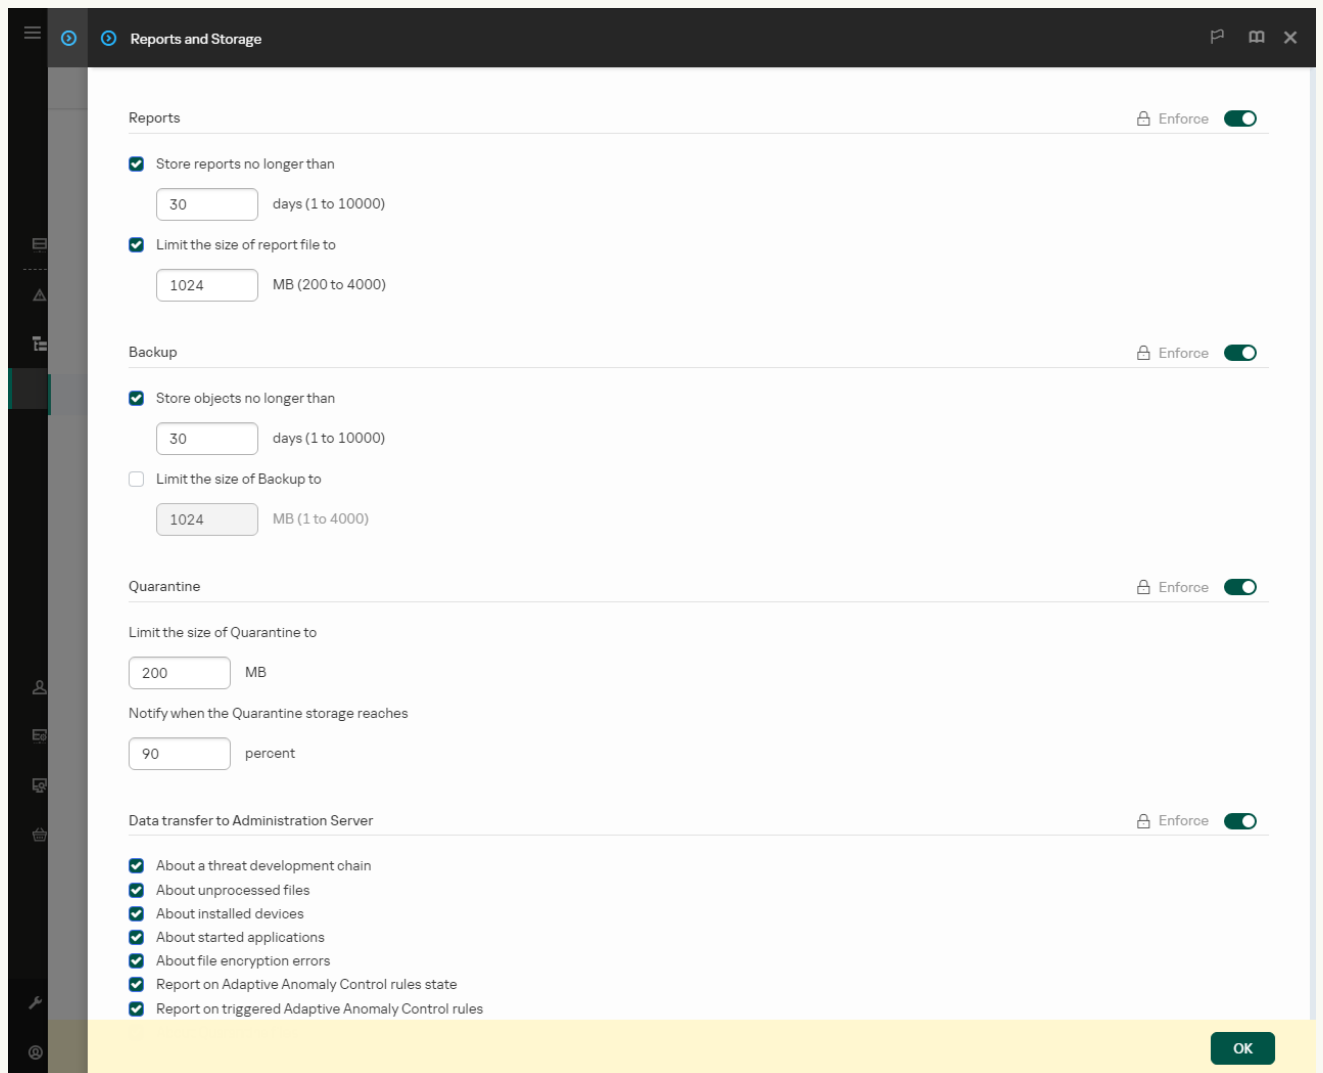 Reports and Storage
Reports
Enforce
Store reports no longer than
30 days (1 to 10000)
Limit the size of report file to
1024 MB (200 to 4000)
Backup
Enforce
Store objects no longer than
30 days (1 to 10000)
Limit the size of Backup to
1024 MB (1 to 4000)
Quarantine
Enforce
Limit the size of Quarantine to
200 MB
Notify when the Quarantine storage reaches
90 percent
Data transfer to Administration Server
Enforce
About a threat development chain
About unprocessed files
About installed devices
About started applications
About file encryption errors
Report on Adaptive Anomaly Control rules state
Report on triggered Adaptive Anomaly Control rules
OK